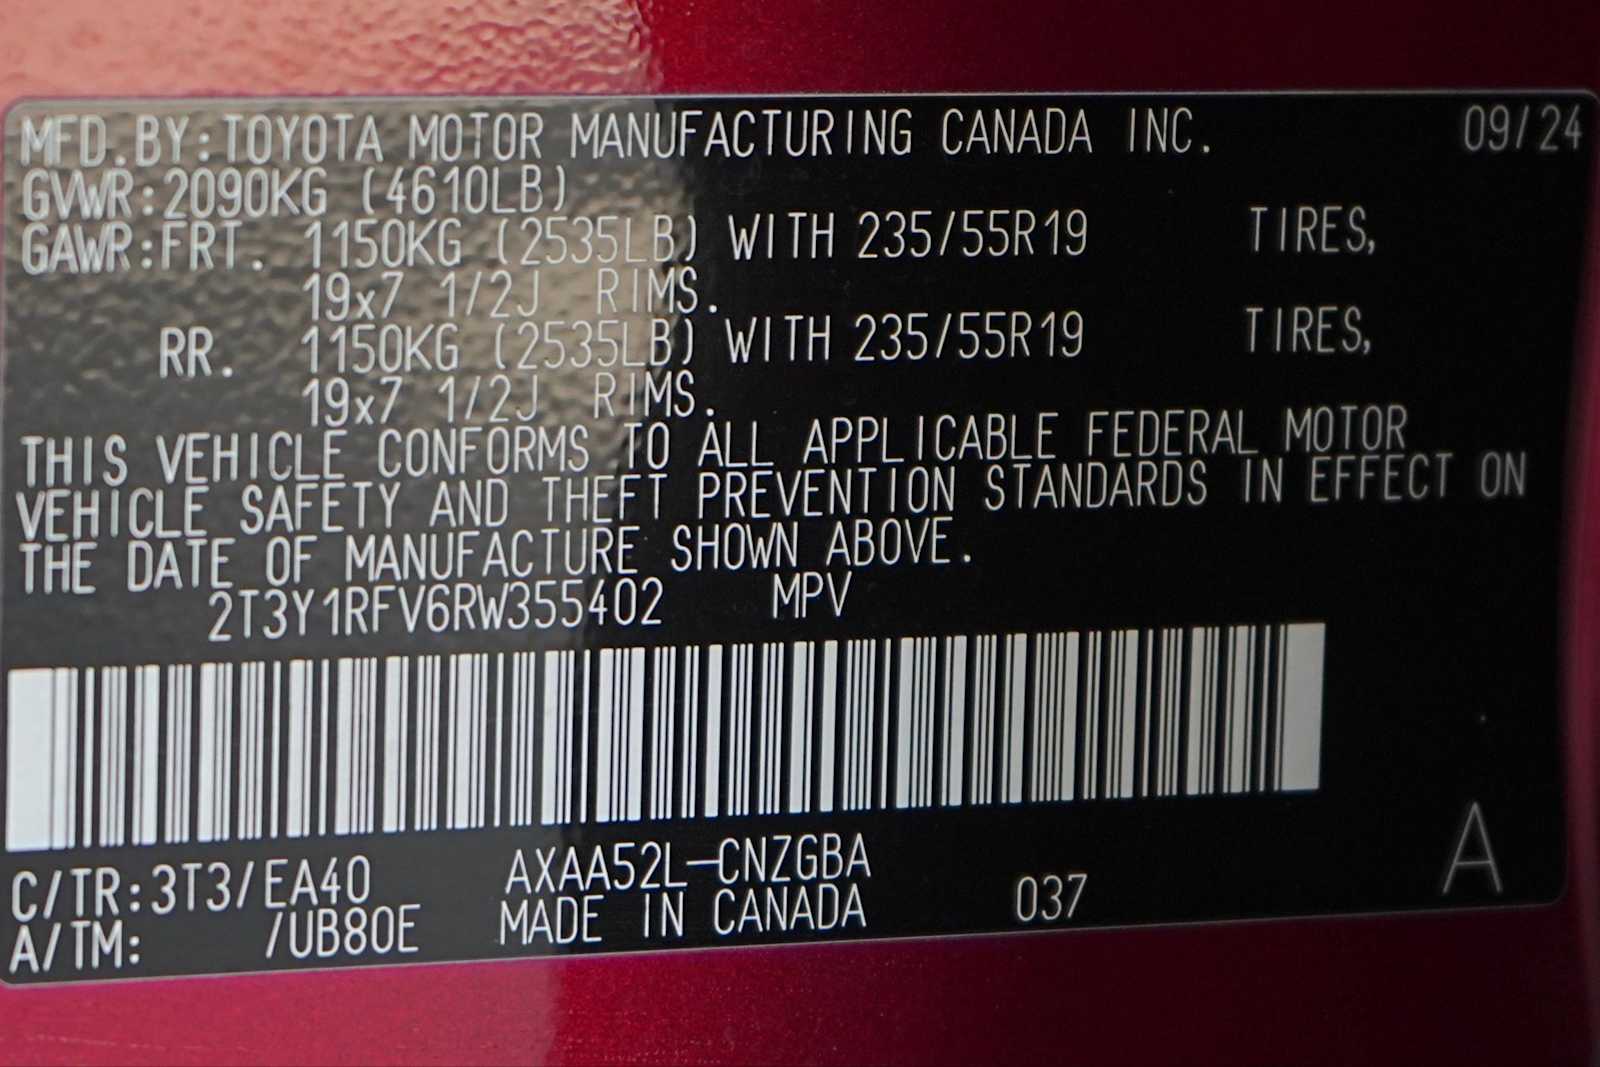 MFD.BY:TOYOTA MOTOR MANUFACTURING CANADA INC. 09/24
GVWR:2090KG (4610LB)
GAWR:FRT. 1150KG (2535LB) WITH 235/55R19 TIRES,
19x7 1/2J RIMS.
RR. 1150KG (2535LB) WITH 235/55R19 TIRES,
19x7 1/2J RIMS.
THIS VEHICLE CONFORMS TO ALL APPLICABLE FEDERAL MOTOR
VEHICLE SAFETY AND THEFT PREVENTION STANDARDS IN EFFECT ON
THE DATE OF MANUFACTURE SHOWN ABOVE.
2T3Y1RFV6RW355402 MPV
C/TR:3T3/EA40 AXAA52L-CNZGBA
A/TM: /UB80E MADE IN CANADA 037 A